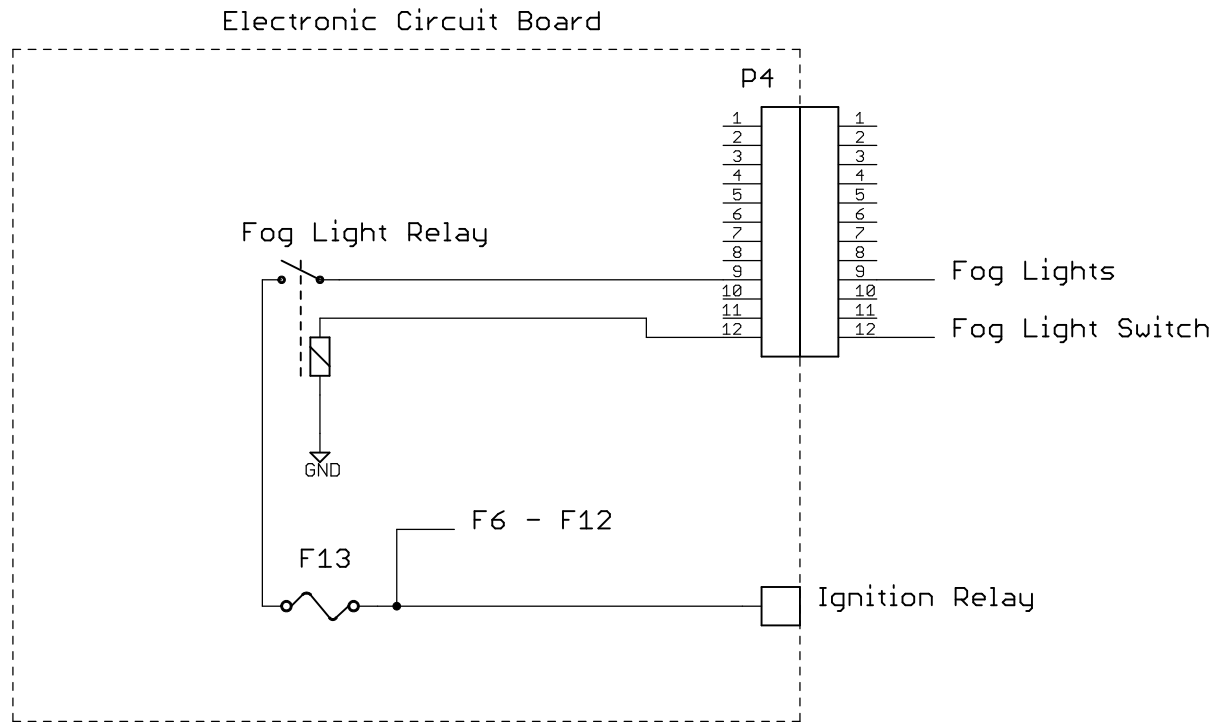 Electronic Circuit Board
P4
1 1
2 2
3 3
4 4
5 5
6 6
Fog Light Relay
7 7
8 8
9 9 Fog Lights
10 10
11 11
12 12 Fog Light Switch
GND
F6 - F12
F13
Ignition Relay